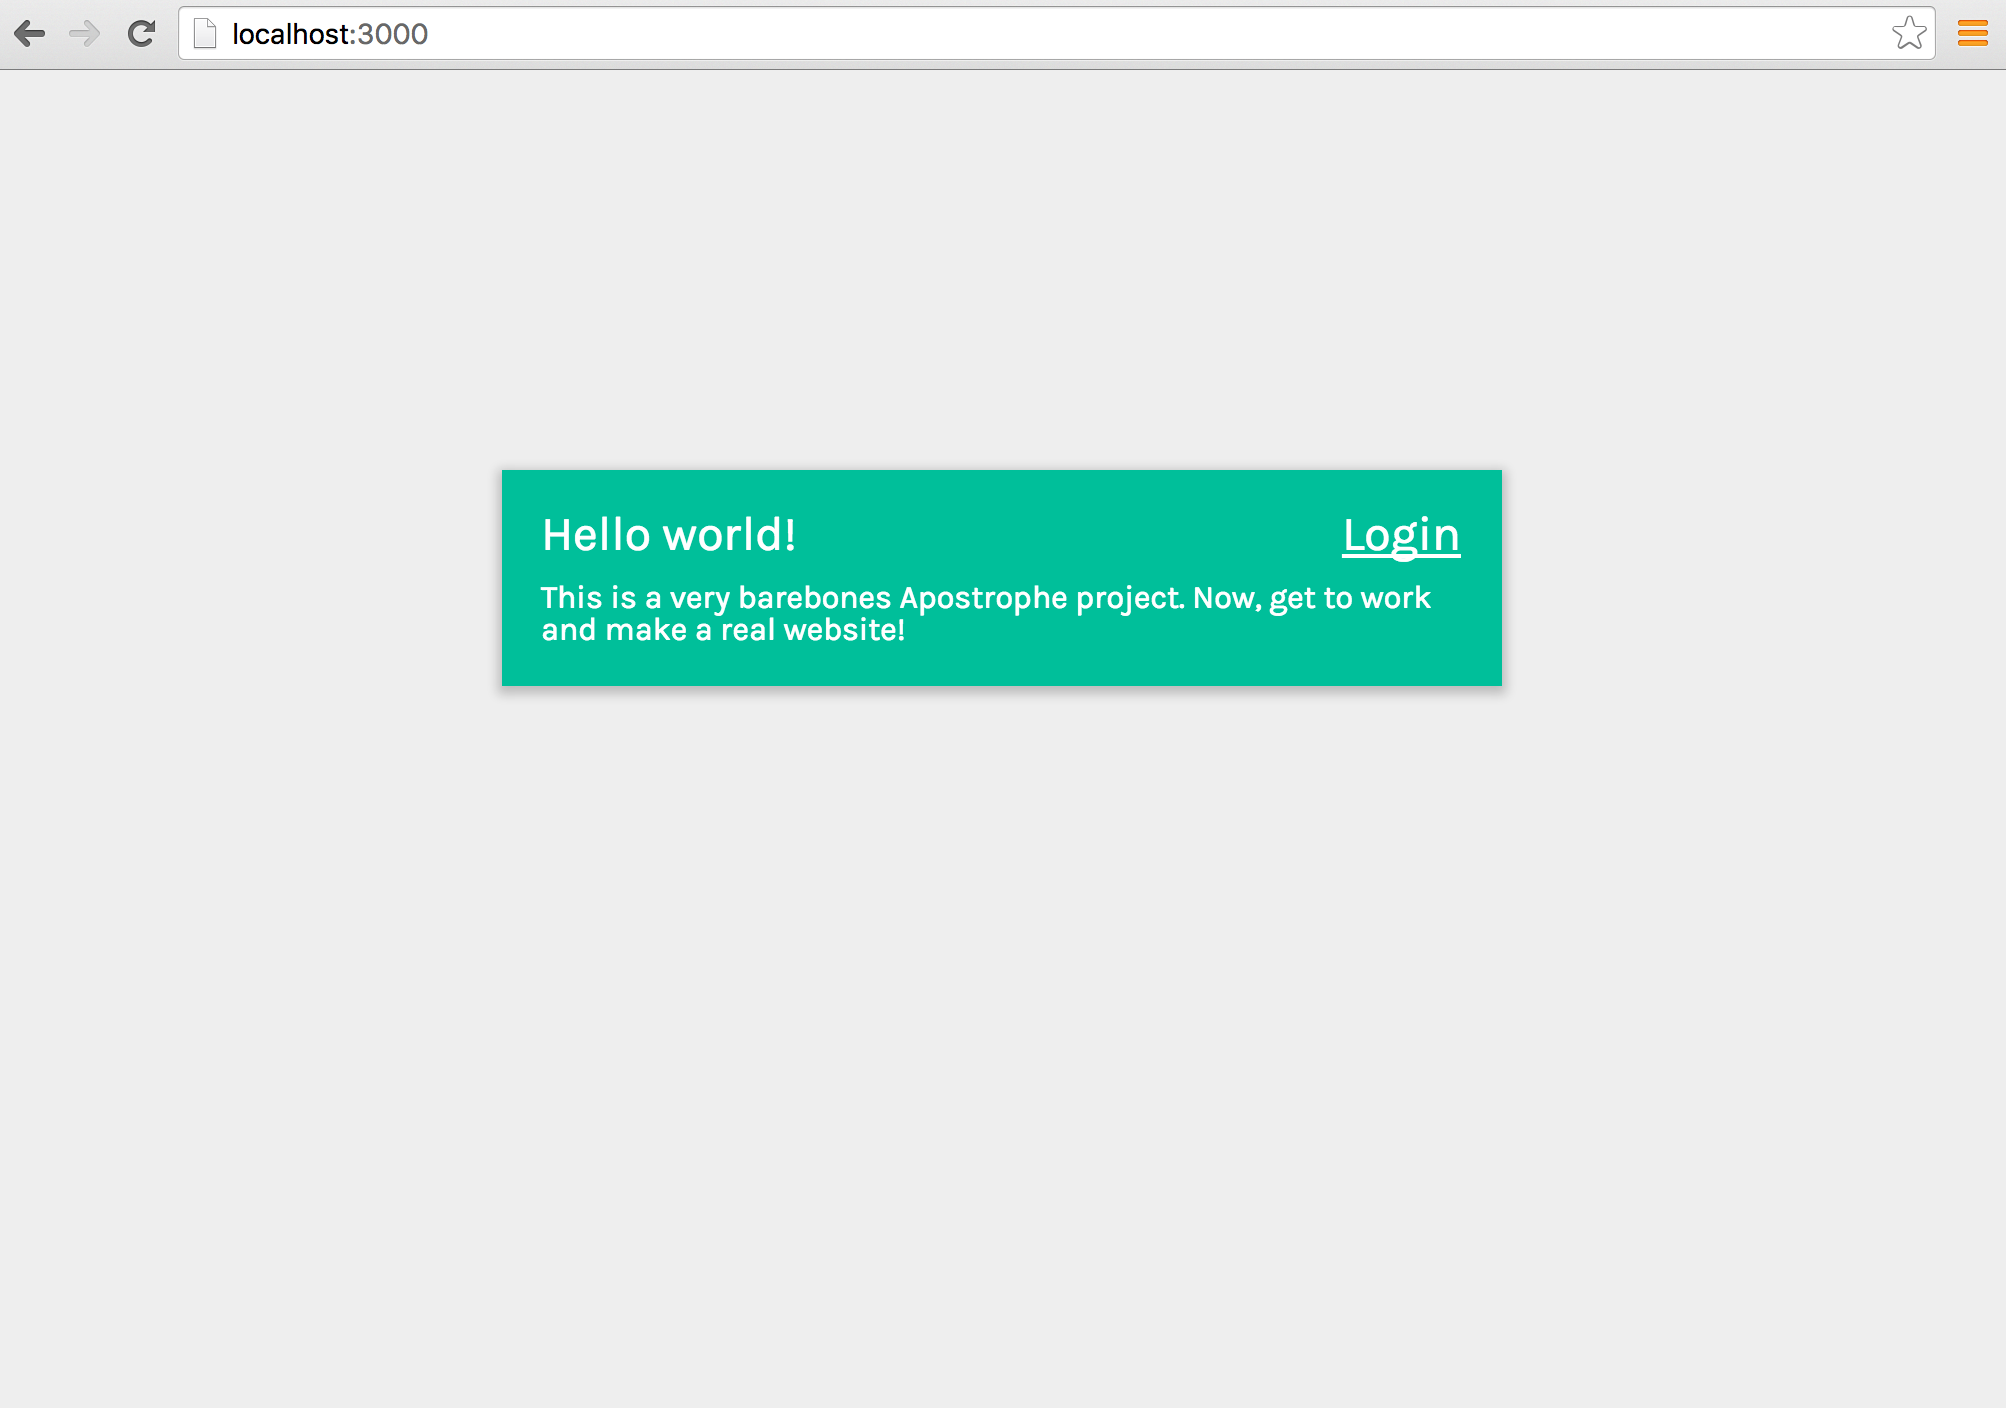 localhost:3000
Hello world!
Login
This is a very barebones Apostrophe project. Now, get to work
and make a real website!